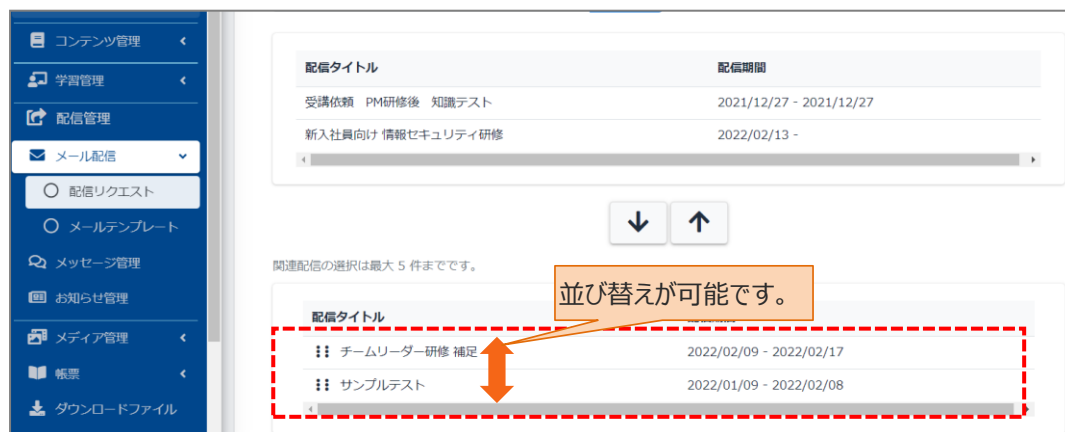 コンテンツ管理
学習管理
配信管理
メール配信
配信リクエスト
メールテンプレート
メッセージ管理
お知らせ管理
メディア管理
帳票
ダウンロードファイル
配信タイトル 配信期間
受講依頼 PM研修後 知識テスト 2021/12/27 - 2021/12/27
新入社員向け 情報セキュリティ研修 2022/02/13 -
関連配信の選択は最大 5 件までです。
並び替えが可能です。
配信タイトル
チームリーダー研修 補足 2022/02/09 - 2022/02/17
サンプルテスト 2022/01/09 - 2022/02/08